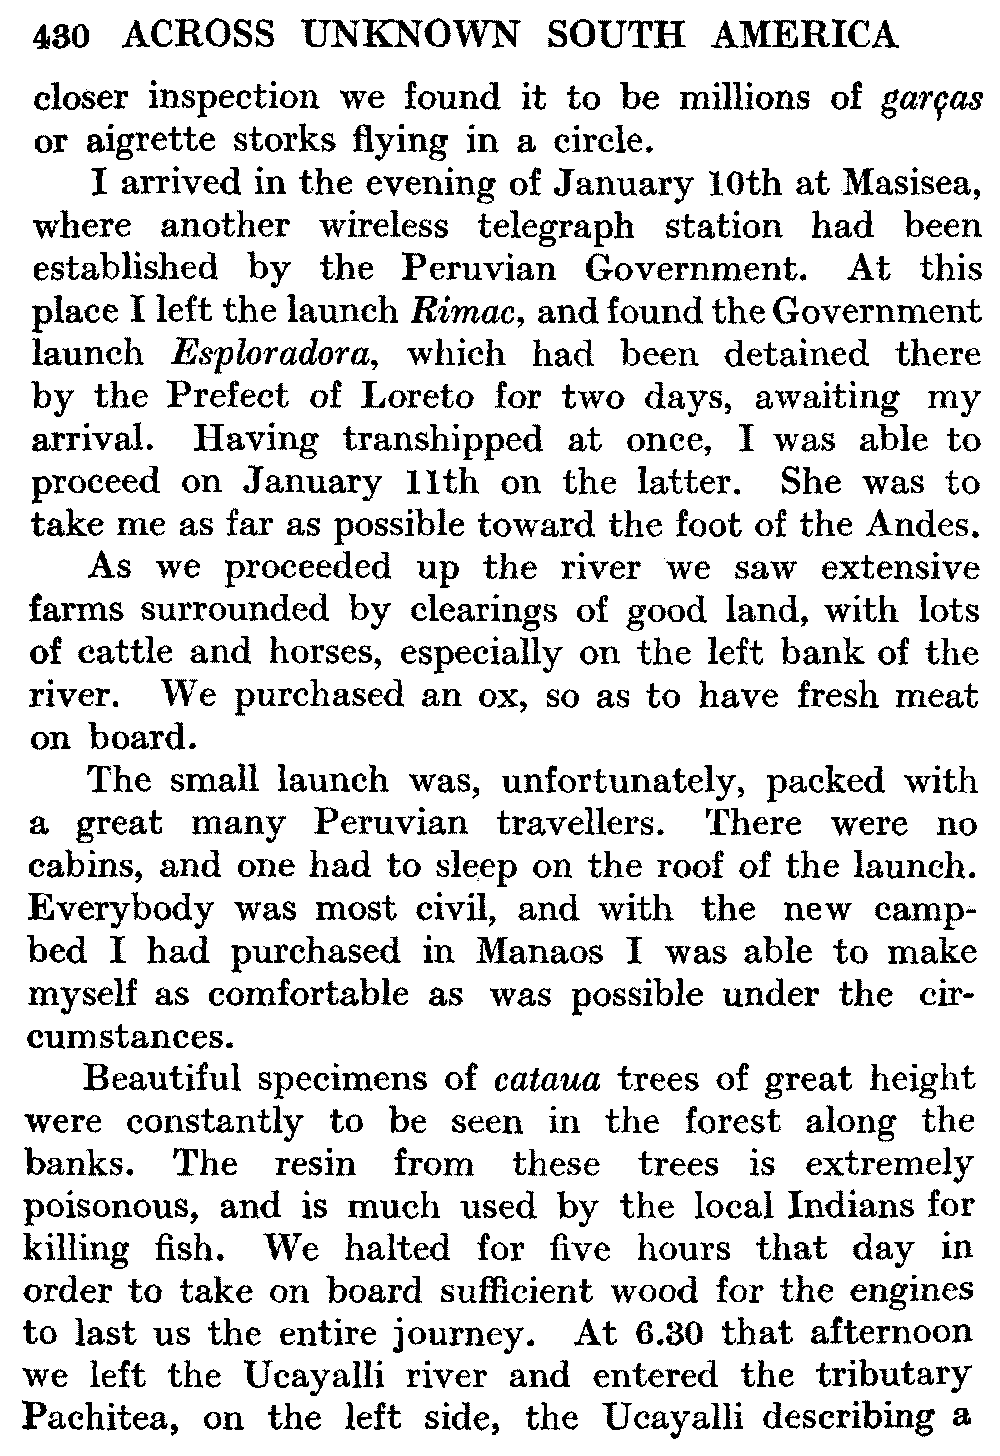 430 ACROSS UNKNOWN SOUTH AMERICA
closer inspection we found it to be millions of garças
or aigrette storks flying in a circle.
I arrived in the evening of January 10th at Masisea,
where another wireless telegraph station had been
established by the Peruvian Government. At this
place I left the launch Rimac, and found the Government
launch Esploradora, which had been detained there
by the Prefect of Loreto for two days, awaiting my
arrival. Having transhipped at once, I was able to
proceed on January 11th on the latter. She was to
take me as far as possible toward the foot of the Andes.
As we proceeded up the river we saw extensive
farms surrounded by clearings of good land, with lots
of cattle and horses, especially on the left bank of the
river. We purchased an ox, so as to have fresh meat
on board.
The small launch was, unfortunately, packed with
a great many Peruvian travellers. There were no
cabins, and one had to sleep on the roof of the launch.
Everybody was most civil, and with the new camp-
bed I had purchased in Manaos I was able to make
myself as comfortable as was possible under the cir-
cumstances.
Beautiful specimens of cataua trees of great height
were constantly to be seen in the forest along the
banks. The resin from these trees is extremely
poisonous, and is much used by the local Indians for
killing fish. We halted for five hours that day in
order to take on board sufficient wood for the engines
to last us the entire journey. At 6.30 that afternoon
we left the Ucayalli river and entered the tributary
Pachitea, on the left side, the Ucayalli describing a